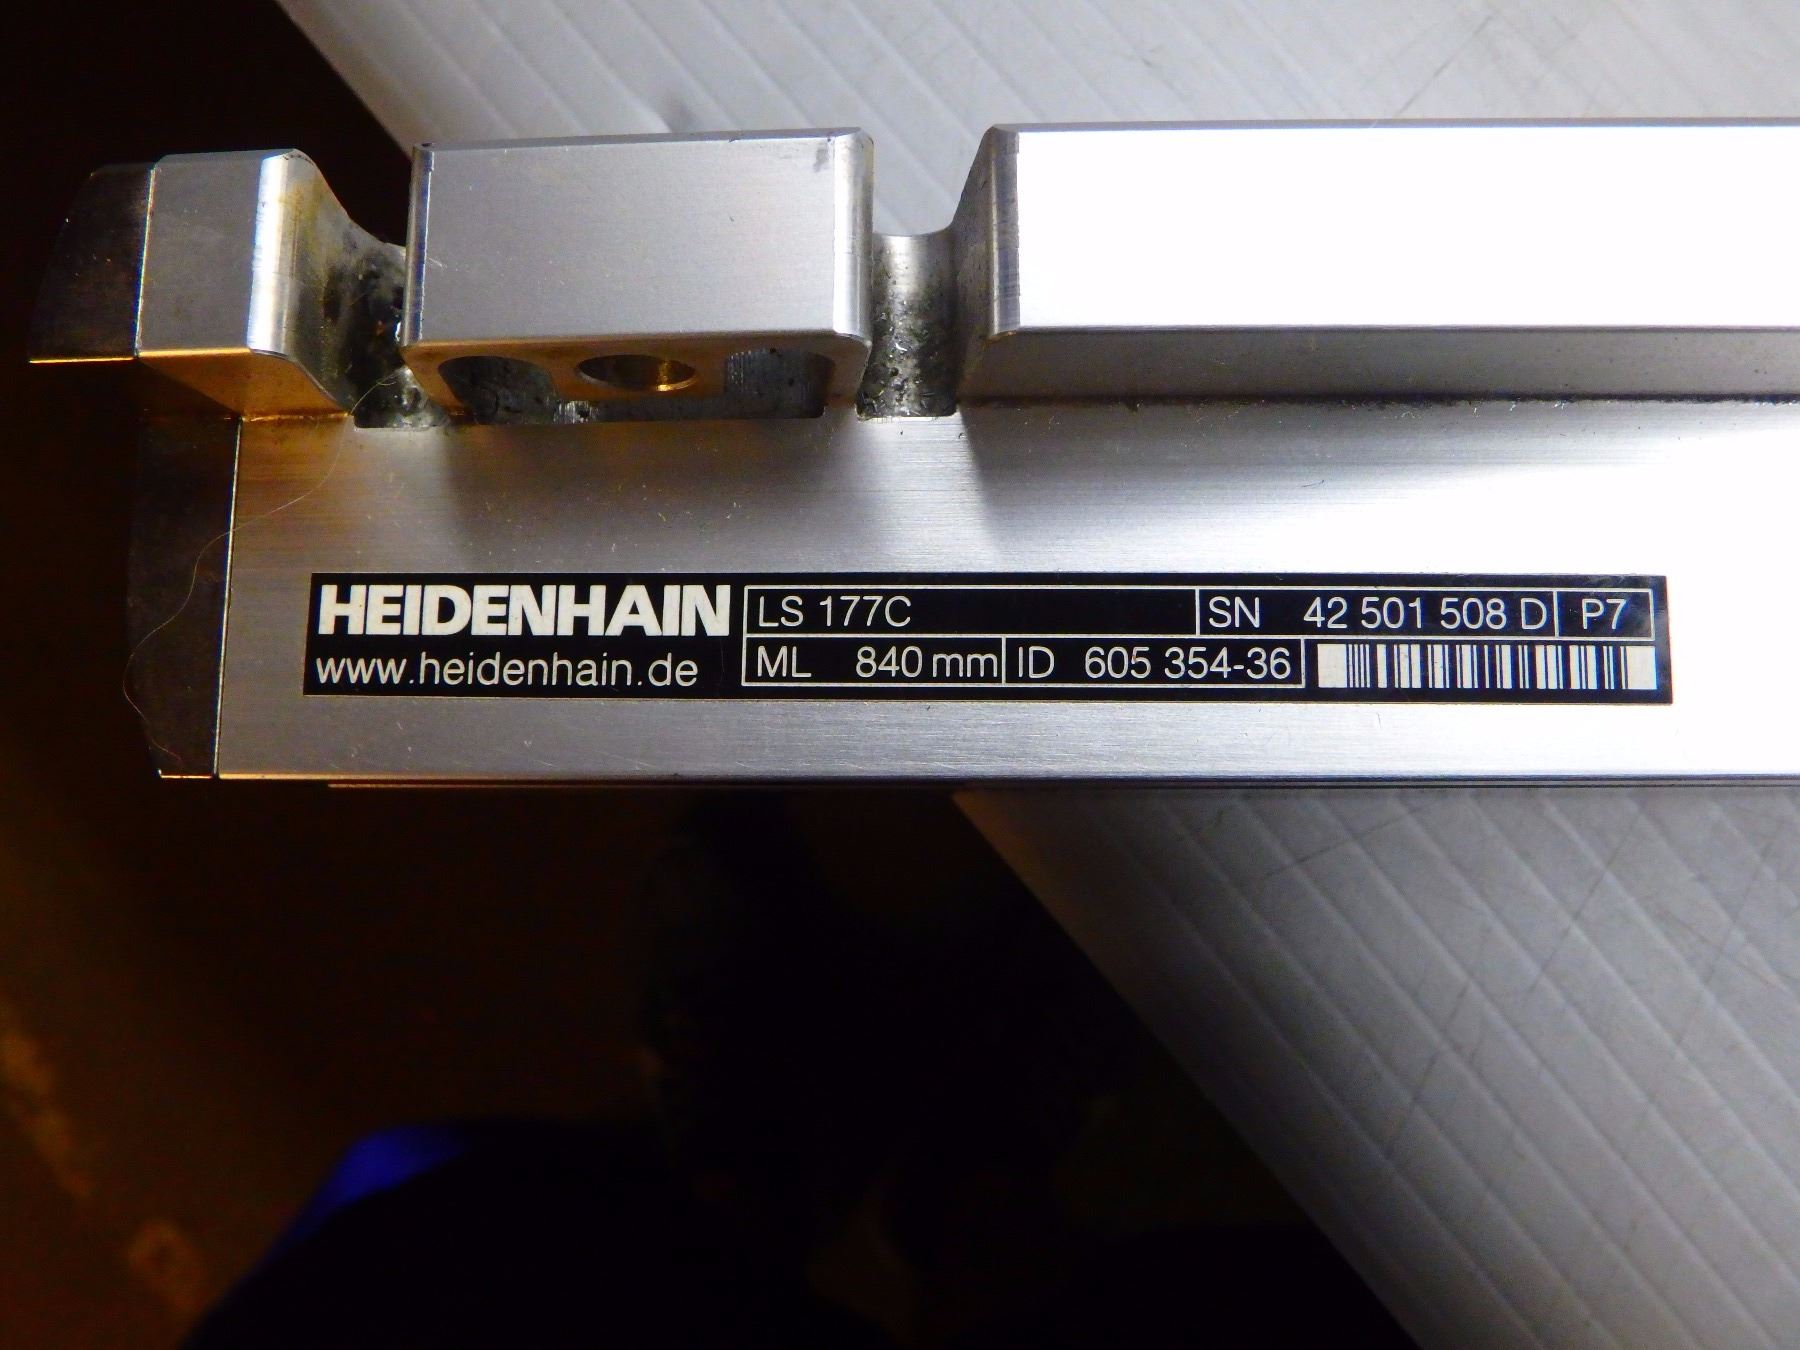 HEIDENHAIN LS 177C SN 42 501 508 D P7
www.heidenhain.de ML 840 mm ID 605 354-36